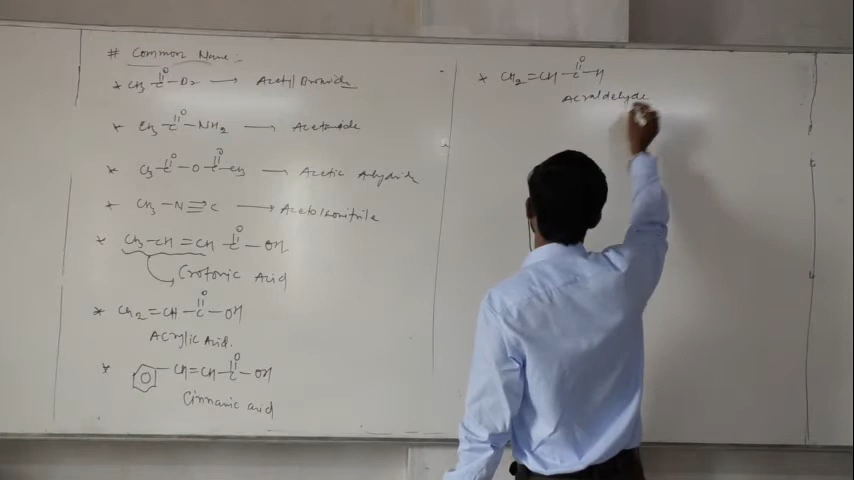 # Common Name :-
* CH3 - C(=O) - Br → Acetyl Bromide
* CH3 - C(=O) - NH2 → Acetamide
* CH3 - C(=O) - O - C(=O) - CH3 → Acetic Anhydride
* CH3 - N ≡ C → Acetoisonitrile
* CH3 - CH = CH - C(=O) - OH
Crotonic Acid
* CH2 = CH - C(=O) - OH
Acrylic Acid.
* CH = CH - C(=O) - OH
Cinnamic acid
* CH2 = CH - C(=O) - H
Acraldehyde